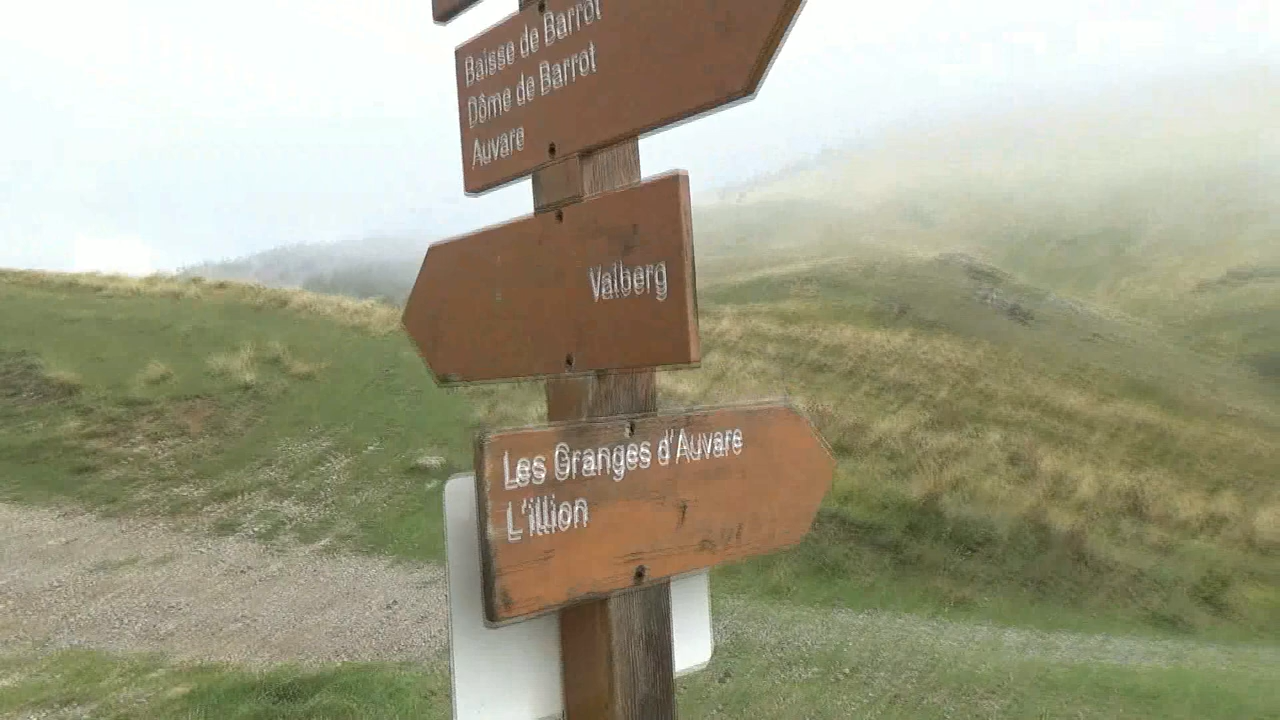 Baisse de Barrot
Dôme de Barrot
Auvare
Valberg
Les Granges d'Auvare
L'illion